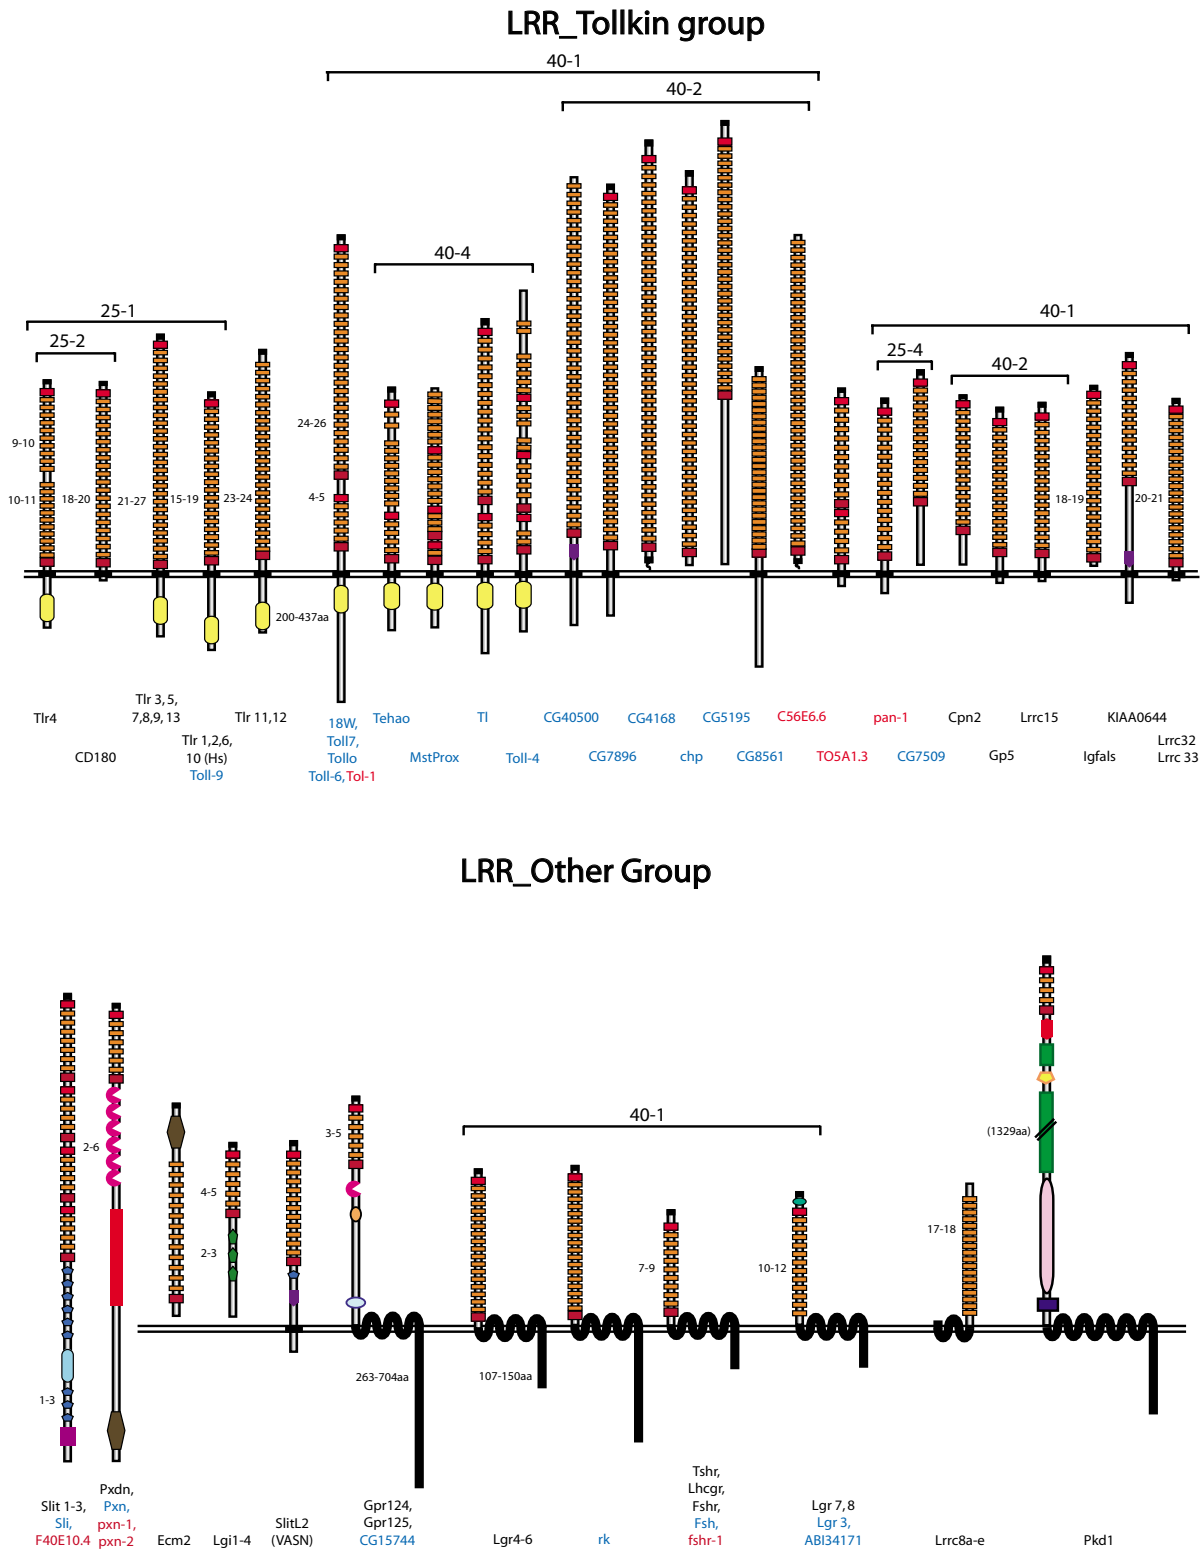 LRR_Tollkin group
40-1
40-2
40-4
25-1
25-2
40-1
25-4
40-2
9-10
10-11
18-20
21-27
15-19
23-24
24-26
4-5
18-19
20-21
200-437aa
Tlr4
CD180
Tlr 3, 5,
7,8,9, 13
Tlr 1,2,6,
10 (Hs)
Toll-9
Tlr 11,12
18W,
Toll7,
Tollo
Toll-6, Tol-1
Tehao
MstProx
Tl
Toll-4
CG40500
CG7896
CG4168
chp
CG5195
CG8561
C56E6.6
TO5A1.3
pan-1
CG7509
Cpn2
Gp5
Lrrc15
Igfals
KIAA0644
Lrrc32
Lrrc 33
LRR_Other Group
2-6
1-3
4-5
2-3
3-5
40-1
7-9
10-12
17-18
(1329aa)
263-704aa
107-150aa
Slit 1-3,
Sli,
F40E10.4
Pxdn,
Pxn,
pxn-1,
pxn-2
Ecm2
Lgi1-4
SlitL2
(VASN)
Gpr124,
Gpr125,
CG15744
Lgr4-6
rk
Tshr,
Lhcgr,
Fshr,
Fsh,
fshr-1
Lgr 7, 8
Lgr 3,
ABI34171
Lrrc8a-e
Pkd1